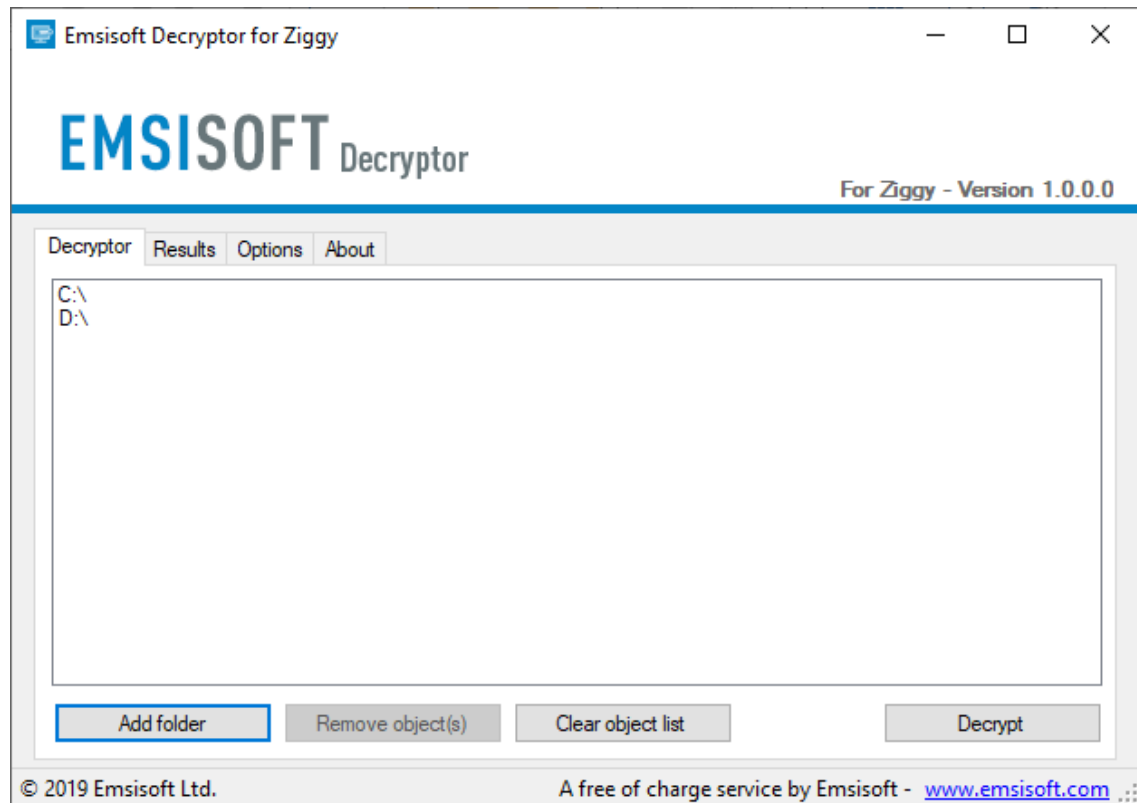 Emsisoft Decryptor for Ziggy
EMSISOFT Decryptor
For Ziggy - Version 1.0.0.0
Decryptor Results Options About
C:\
D:\
Add folder Remove object(s) Clear object list Decrypt
© 2019 Emsisoft Ltd. A free of charge service by Emsisoft - www.emsisoft.com